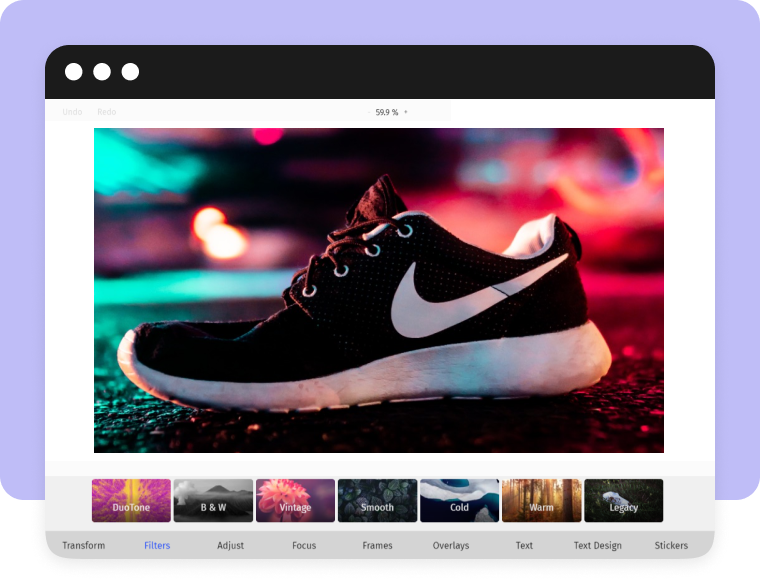 Undo Redo - 59.9 % +
DuoTone B & W Vintage Smooth Cold Warm Legacy
Transform Filters Adjust Focus Frames Overlays Text Text Design Stickers